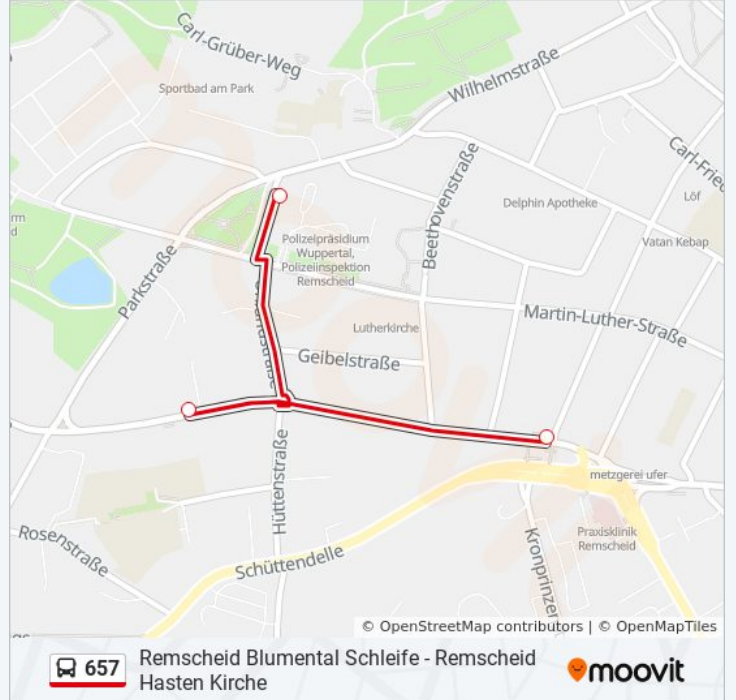 Carl-Grüber-Weg
Wilhelmstraße
Sportbad am Park
Carl-Fried
Löf
Delphin Apotheke
Beethovenstraße
Vatan Kebap
Polizeipräsidium
Wuppertal,
Polizeiinspektion
Remscheid
Parkstraße
Martin-Luther-Straße
Lutherkirche
Geibelstraße
Hüttenstraße
metzgerei ufer
Praxisklinik
Remscheid
Rosenstraße
Schüttendelle
Kronprinzen
© OpenStreetMap contributors | © OpenMapTiles
657
Remscheid Blumental Schleife - Remscheid
Hasten Kirche
moovit